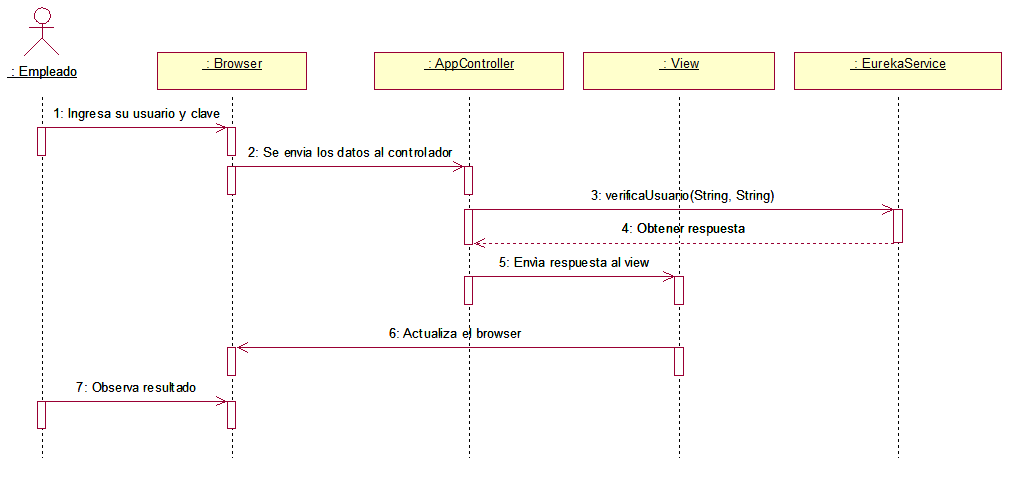 : Empleado
: Browser
: AppController
: View
: EurekaService
1: Ingresa su usuario y clave
2: Se envia los datos al controlador
3: verificaUsuario(String, String)
4: Obtener respuesta
5: Envìa respuesta al view
6: Actualiza el browser
7: Observa resultado